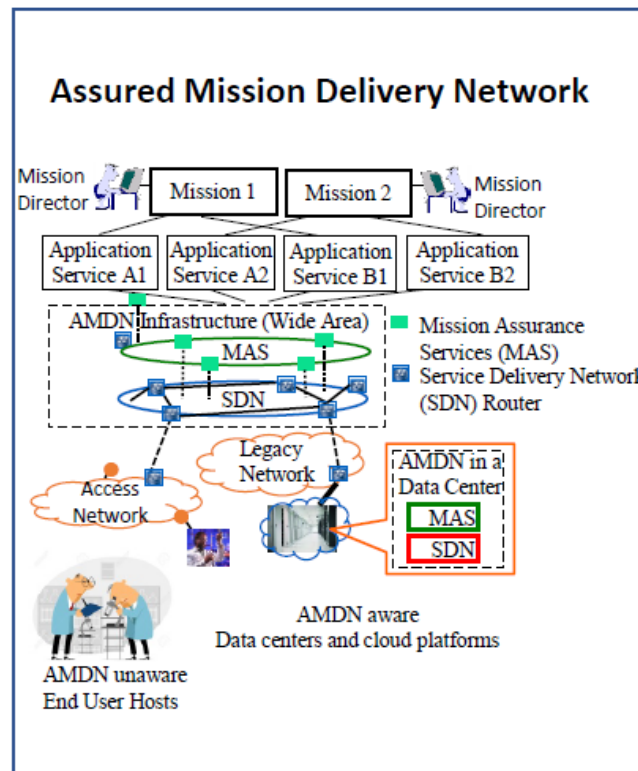 Assured Mission Delivery Network
Mission
Director
Mission 1
Mission 2
Mission
Director
Application
Service A1
Application
Service A2
Application
Service B1
Application
Service B2
AMDN Infrastructure (Wide Area)
MAS
SDN
Mission Assurance
Services (MAS)
Service Delivery Network
(SDN) Router
Legacy
Network
Access
Network
AMDN in a
Data Center
MAS
SDN
AMDN aware
Data centers and cloud platforms
AMDN unaware
End User Hosts